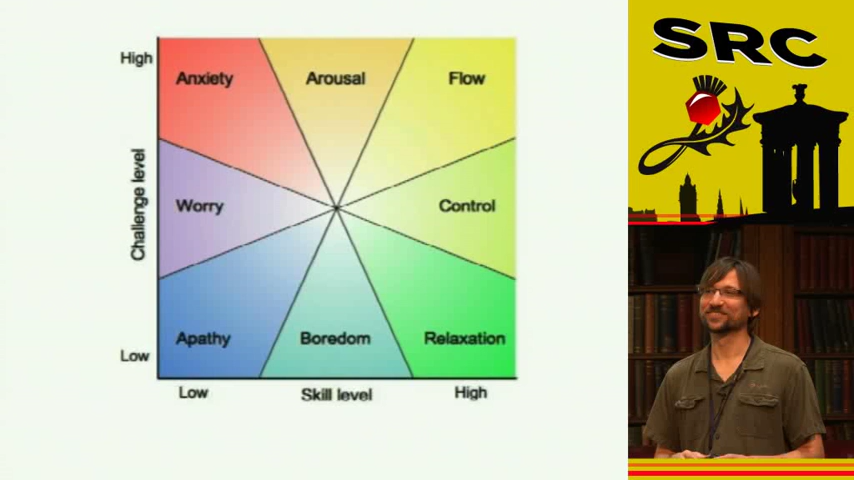 High
Anxiety
Arousal
Flow
Challenge level
Worry
Control
Apathy
Boredom
Relaxation
Low
Low
Skill level
High
SRC